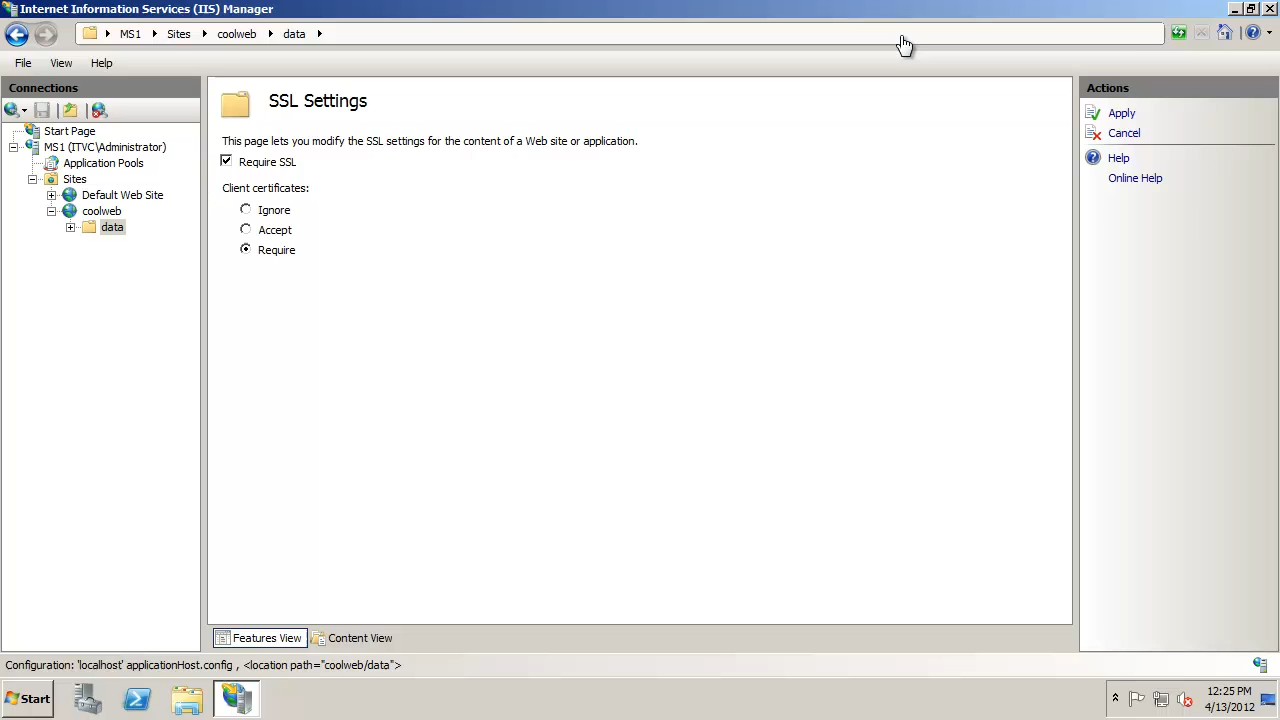 Internet Information Services (IIS) Manager
MS1 Sites coolweb data
File View Help
Connections
Start Page
MS1 (ITVC\Administrator)
Application Pools
Sites
Default Web Site
coolweb
data
SSL Settings
This page lets you modify the SSL settings for the content of a Web site or application.
Require SSL
Client certificates:
Ignore
Accept
Require
Features View Content View
Actions
Apply
Cancel
Help
Online Help
Configuration: 'localhost' applicationHost.config , <location path="coolweb/data">
Start
12:25 PM
4/13/2012